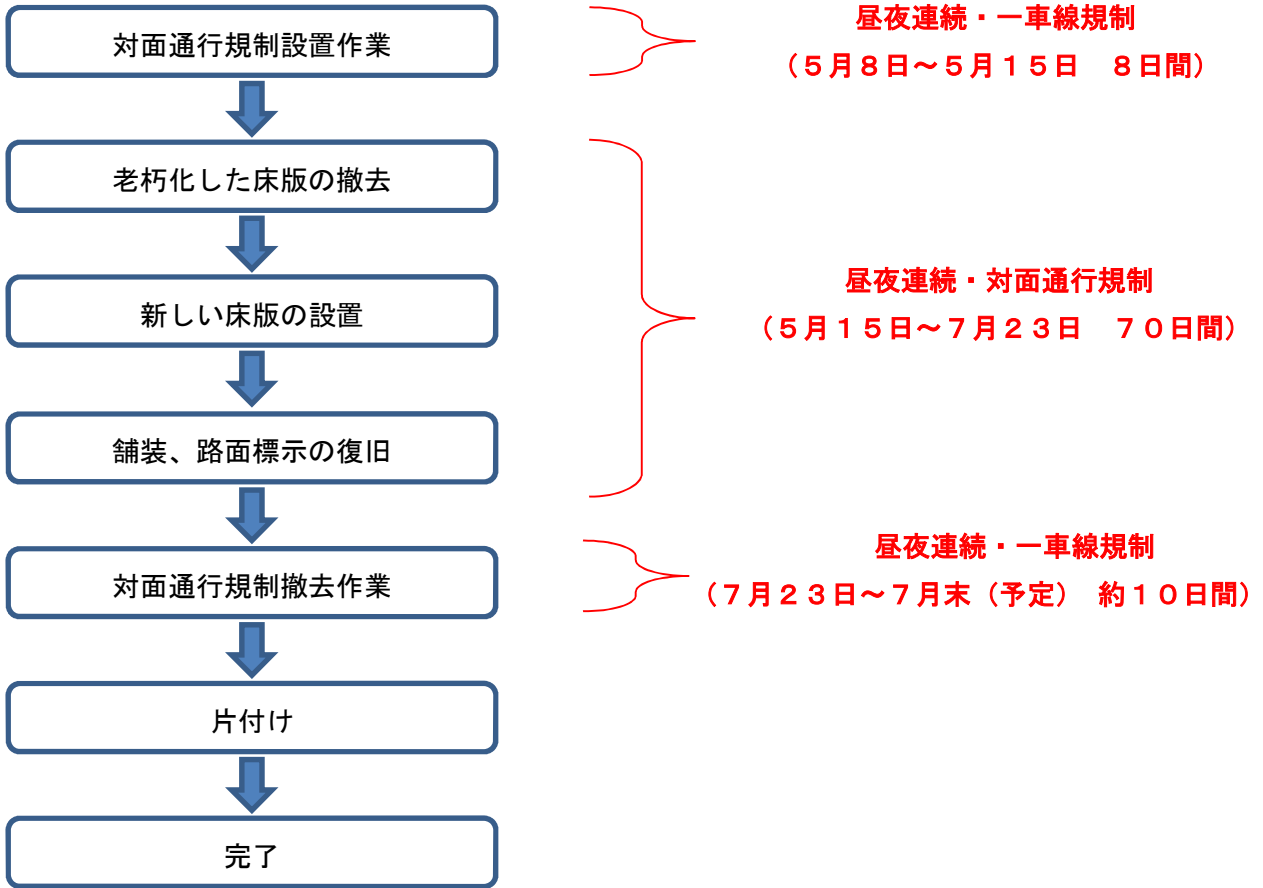 対面通行規制設置作業
昼夜連続・一車線規制
（５月８日～５月１５日　８日間）
老朽化した床版の撤去
新しい床版の設置
舗装、路面標示の復旧
昼夜連続・対面通行規制
（５月１５日～７月２３日　７０日間）
対面通行規制撤去作業
昼夜連続・一車線規制
（７月２３日～７月末（予定）　約１０日間）
片付け
完了